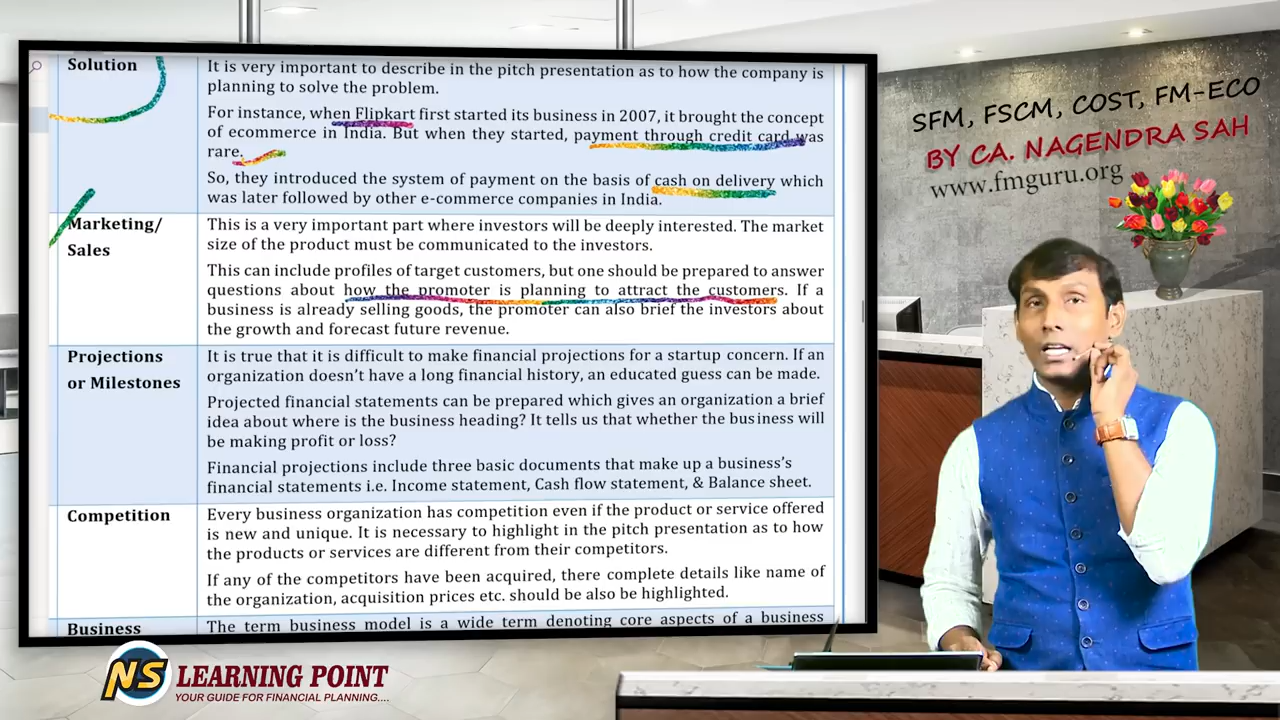 Solution
It is very important to describe in the pitch presentation as to how the company is
planning to solve the problem.
For instance, when Flipkart first started its business in 2007, it brought the concept
of ecommerce in India. But when they started, payment through credit card was
rare.
So, they introduced the system of payment on the basis of cash on delivery which
was later followed by other e-commerce companies in India.
Marketing/
Sales
This is a very important part where investors will be deeply interested. The market
size of the product must be communicated to the investors.
This can include profiles of target customers, but one should be prepared to answer
questions about how the promoter is planning to attract the customers. If a
business is already selling goods, the promoter can also brief the investors about
the growth and forecast future revenue.
Projections
or Milestones
It is true that it is difficult to make financial projections for a startup concern. If an
organization doesn't have a long financial history, an educated guess can be made.
Projected financial statements can be prepared which gives an organization a brief
idea about where is the business heading? It tells us that whether the business will
be making profit or loss?
Financial projections include three basic documents that make up a business's
financial statements i.e. Income statement, Cash flow statement, & Balance sheet.
Competition
Every business organization has competition even if the product or service offered
is new and unique. It is necessary to highlight in the pitch presentation as to how
the products or services are different from their competitors.
If any of the competitors have been acquired, there complete details like name of
the organization, acquisition prices etc. should be also be highlighted.
Business
The term business model is a wide term denoting core aspects of a business
SFM, FSCM, COST, FM-ECO
BY CA. NAGENDRA SAH
www.fmguru.org
NS LEARNING POINT
YOUR GUIDE FOR FINANCIAL PLANNING....